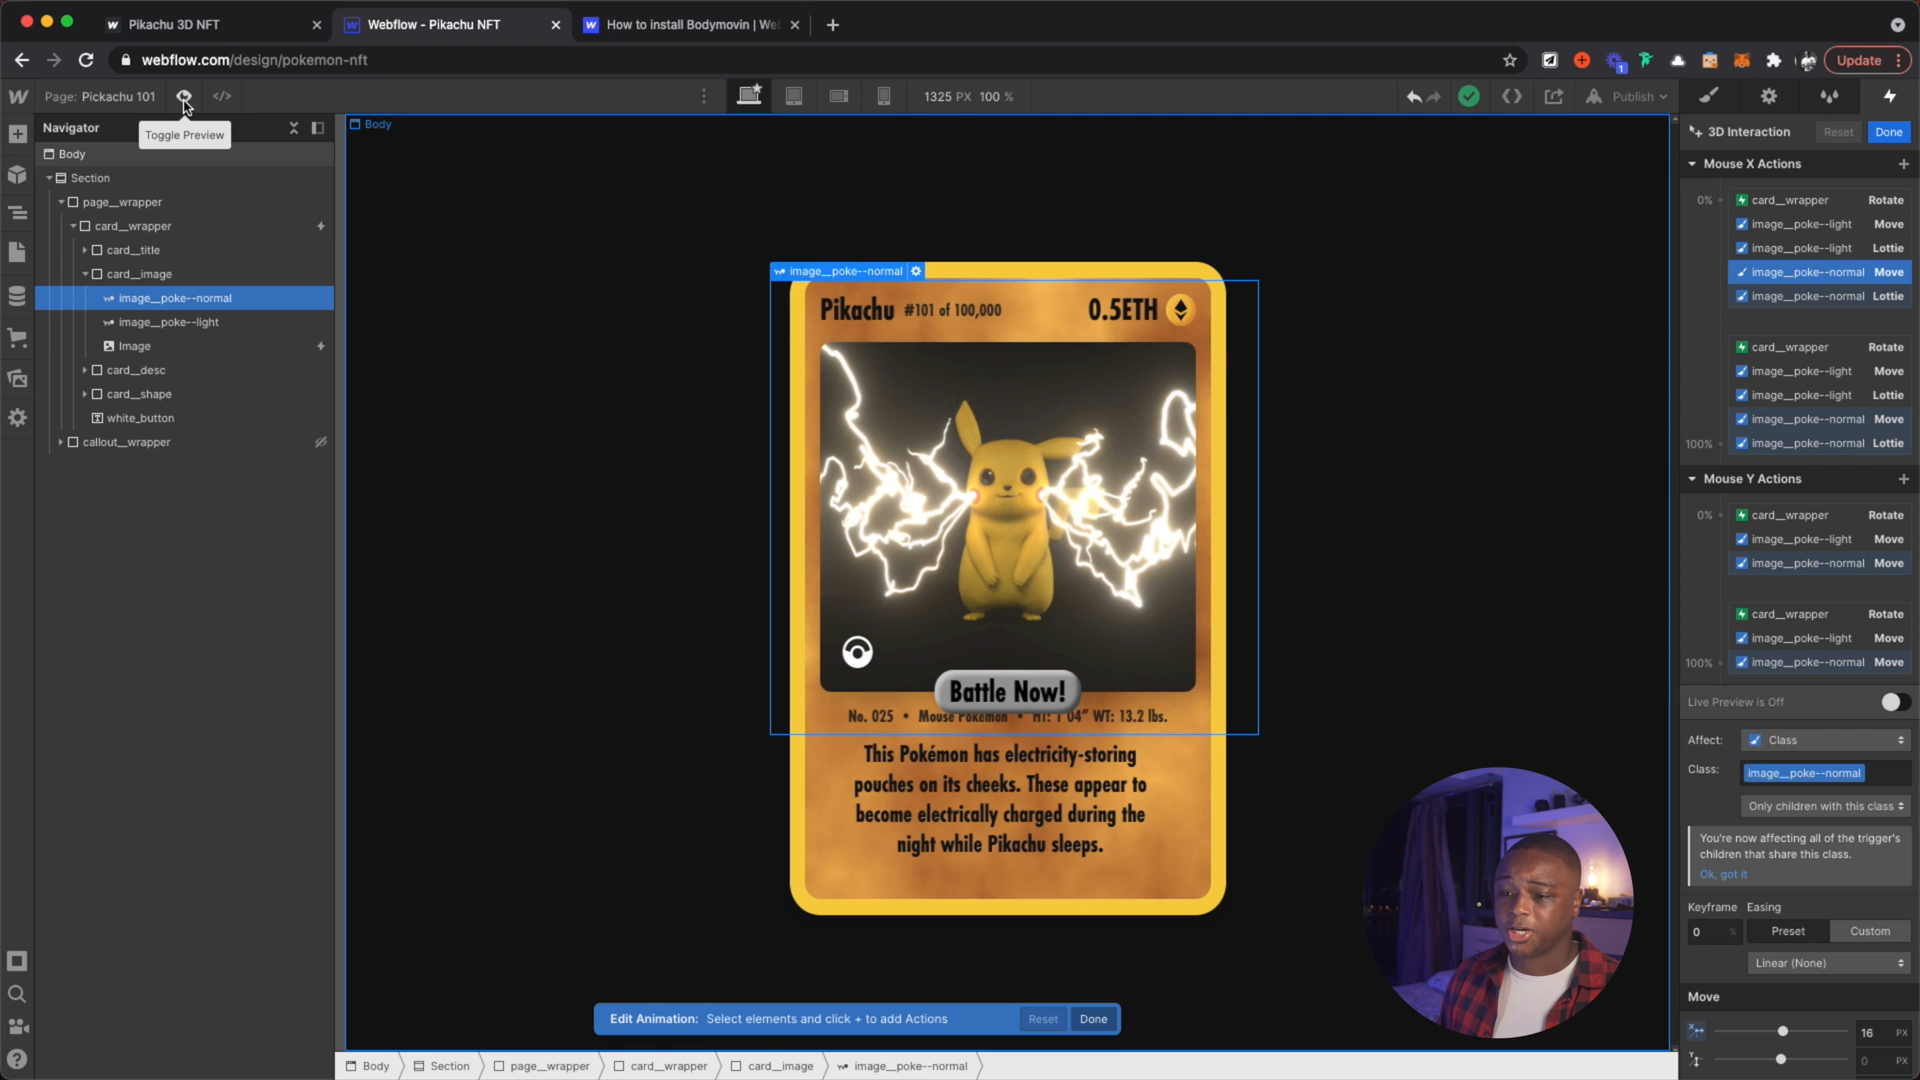 Pikachu 3D NFT
Webflow - Pikachu NFT
How to install Bodymovin | We
webflow.com/design/pokemon-nft
1
Update
Page: Pickachu 101
1325 PX 100 %
Publish
Toggle Preview
Navigator
Body
Section
page__wrapper
card__wrapper
card__title
card__image
image__poke--normal
image__poke--light
Image
card__desc
card__shape
white_button
callout__wrapper
Body
image__poke--normal
Pikachu #101 of 100,000 0.5ETH
Battle Now!
No. 025 • Mouse Pokemon • HT: 1'04" WT: 13.2 lbs.
This Pokémon has electricity-storing
pouches on its cheeks. These appear to
become electrically charged during the
night while Pikachu sleeps.
Edit Animation: Select elements and click + to add Actions Reset Done
Body Section page__wrapper card__wrapper card__image image__poke--normal
3D Interaction Reset Done
Mouse X Actions
0% card__wrapper Rotate
image__poke--light Move
image__poke--light Lottie
image__poke--normal Move
image__poke--normal Lottie
card__wrapper Rotate
image__poke--light Move
image__poke--light Lottie
image__poke--normal Move
100% image__poke--normal Lottie
Mouse Y Actions
0% card__wrapper Rotate
image__poke--light Move
image__poke--normal Move
card__wrapper Rotate
image__poke--light Move
100% image__poke--normal Move
Live Preview is Off
Affect: Class
Class: image__poke--normal
Only children with this class
You're now affecting all of the trigger's
children that share this class.
Ok, got it
Keyframe Easing
0 % Preset Custom
Linear (None)
Move
X 16 PX
Y 0 PX